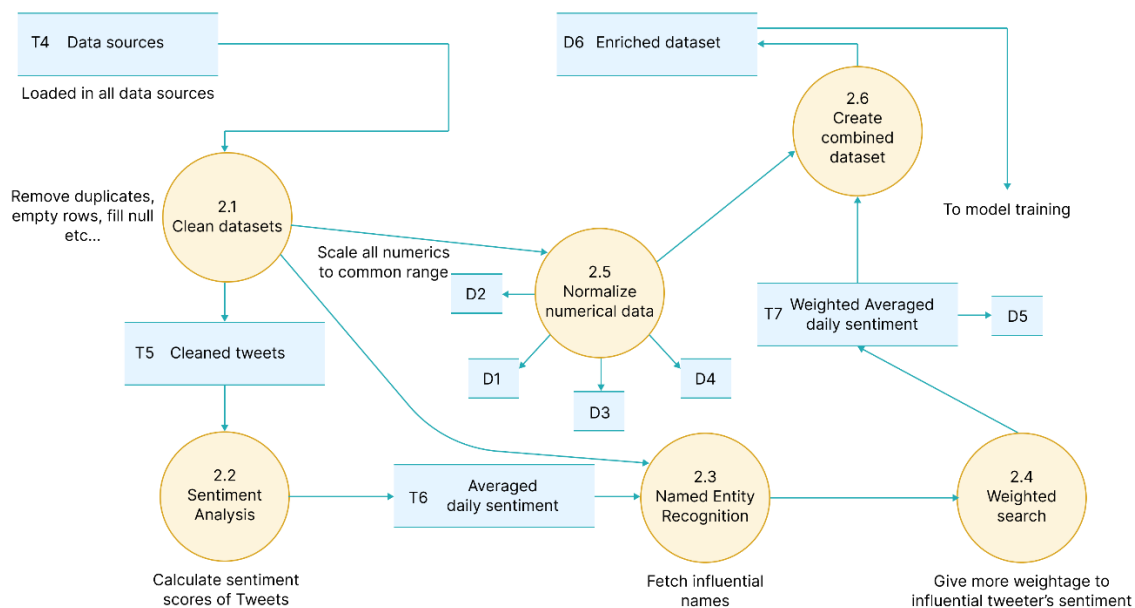 T4 Data sources
Loaded in all data sources
D6 Enriched dataset
2.6
Create
combined
dataset
To model training
Remove duplicates,
empty rows, fill null
etc...
2.1
Clean datasets
Scale all numerics
to common range
2.5
Normalize
numerical data
D2
D1
D3
D4
T7 Weighted Averaged
daily sentiment
D5
T5 Cleaned tweets
2.2
Sentiment
Analysis
Calculate sentiment
scores of Tweets
T6 Averaged
daily sentiment
2.3
Named Entity
Recognition
Fetch influential
names
2.4
Weighted
search
Give more weightage to
influential tweeter's sentiment